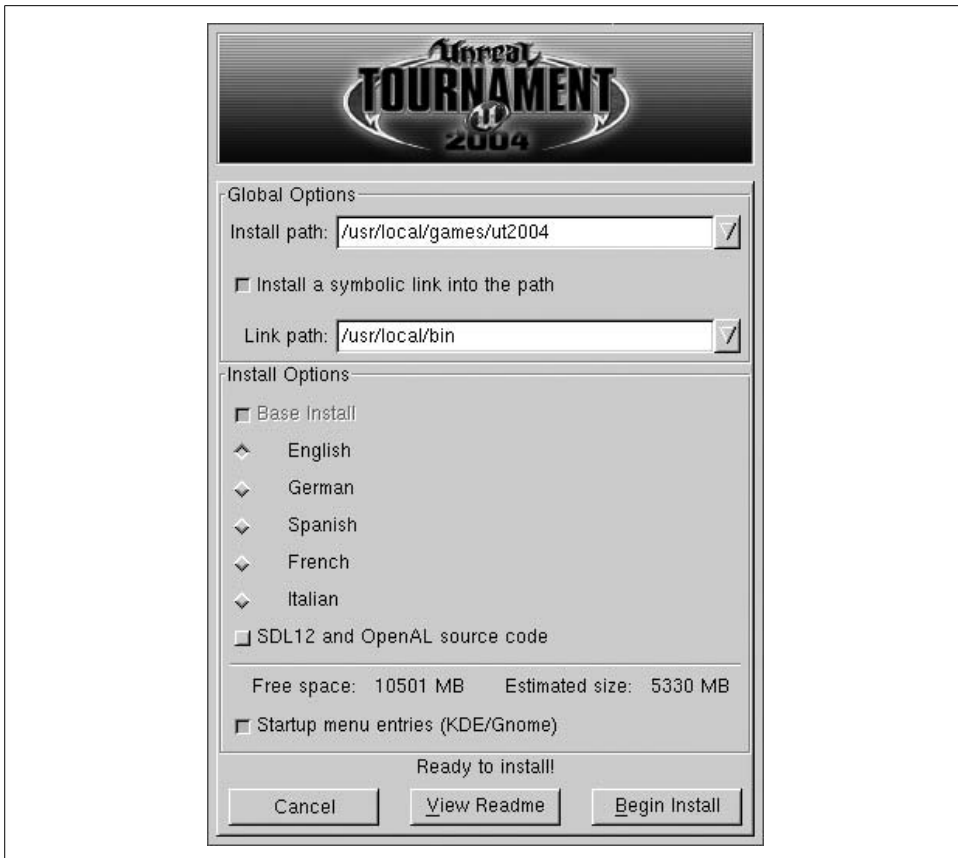 Unreal
TOURNAMENT
2004
Global Options
Install path: /usr/local/games/ut2004
Install a symbolic link into the path
Link path: /usr/local/bin
Install Options
Base Install
English
German
Spanish
French
Italian
SDL12 and OpenAL source code
Free space: 10501 MB Estimated size: 5330 MB
Startup menu entries (KDE/Gnome)
Ready to install!
Cancel View Readme Begin Install